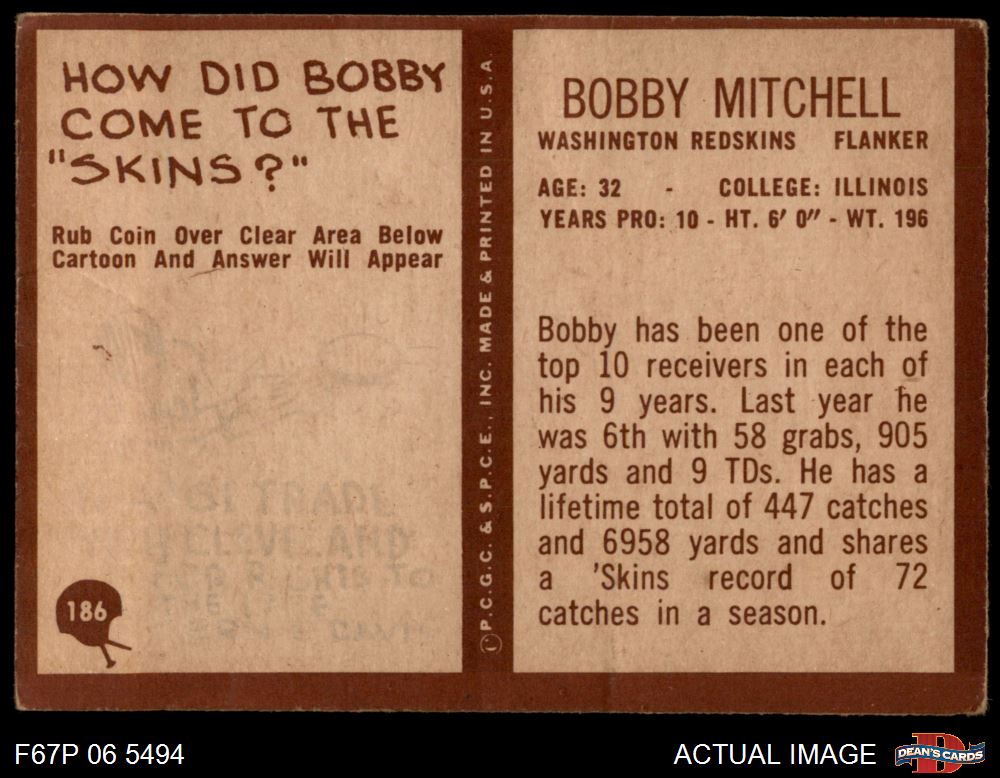 HOW DID BOBBY
COME TO THE
"SKINS?"
Rub Coin Over Clear Area Below
Cartoon And Answer Will Appear
TRADE
CLEVELAND
TO
THE
186
P.C.G.C. & S.P.C.E., INC. MADE & PRINTED IN U.S.A.
BOBBY MITCHELL
WASHINGTON REDSKINS FLANKER
AGE: 32 - COLLEGE: ILLINOIS
YEARS PRO: 10 - HT. 6' 0" - WT. 196
Bobby has been one of the
top 10 receivers in each of
his 9 years. Last year he
was 6th with 58 grabs, 905
yards and 9 TDs. He has a
lifetime total of 447 catches
and 6958 yards and shares
a 'Skins record of 72
catches in a season.
F67P 06 5494
ACTUAL IMAGE
DEAN'S CARDS